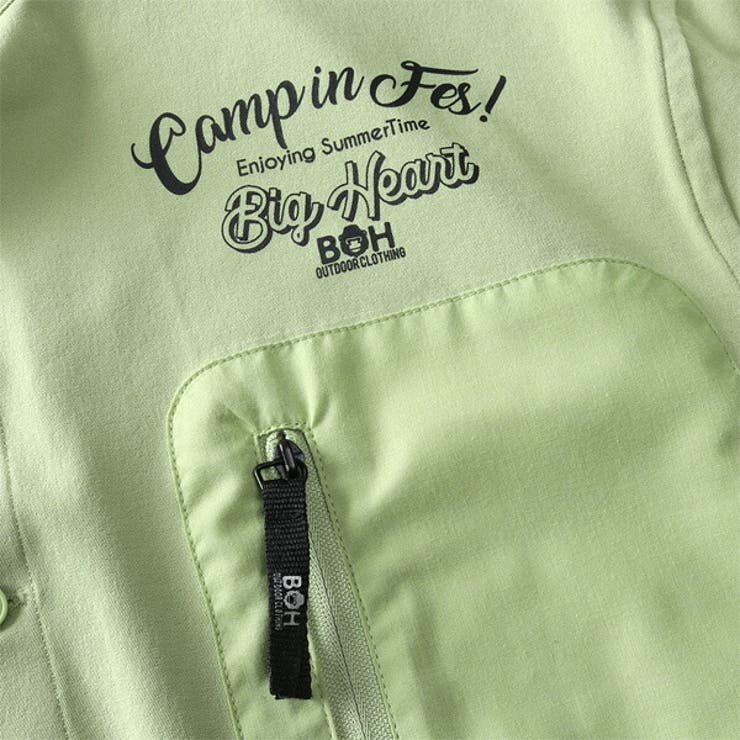 Camp in Fes!
Enjoying SummerTime
Big Heart
BOH
OUTDOOR CLOTHING
BOH
OUTDOOR CLOTHING